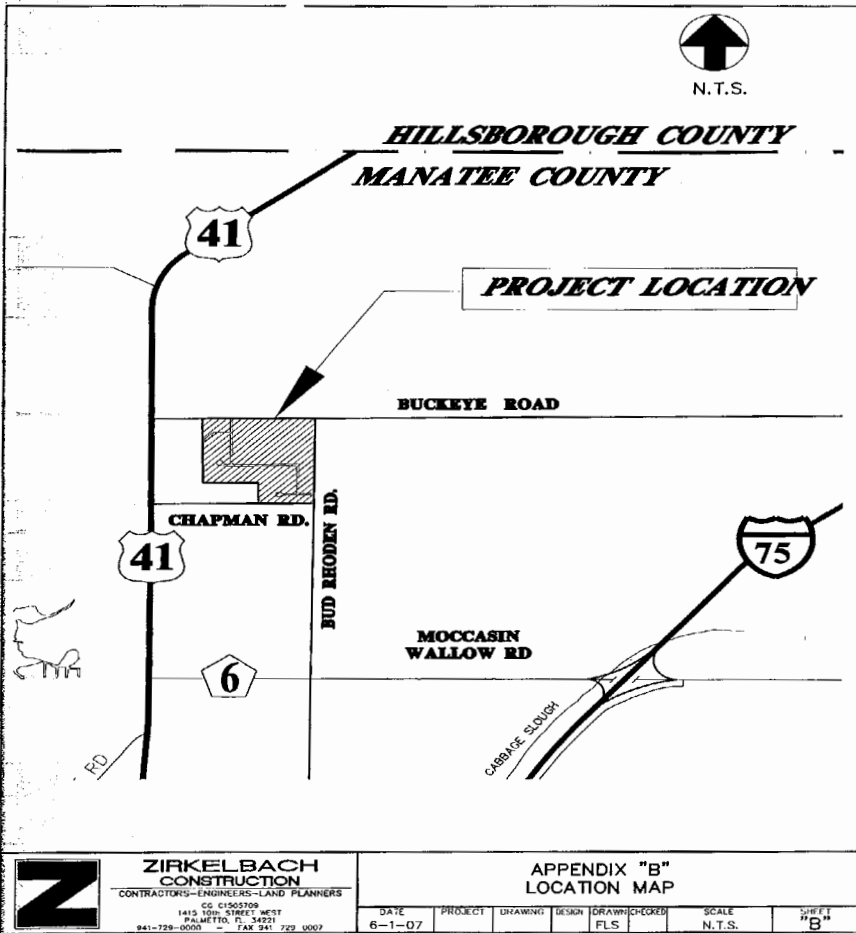 N.T.S.
HILLSBOROUGH COUNTY
MANATEE COUNTY
41
PROJECT LOCATION
BUCKEYE ROAD
CHAPMAN RD.
BUD RHODEN RD.
41
75
MOCCASIN
WALLOW RD
6
CABBAGE SLOUGH
RD
Z
ZIRKELBACH
CONSTRUCTION
CONTRACTORS-ENGINEERS-LAND PLANNERS
CG C1505709
1415 10th STREET WEST
PALMETTO, FL. 34221
941-729-0000 - FAX 941 729 0007
APPENDIX "B"
LOCATION MAP
DATE PROJECT DRAWING DESIGN DRAWN CHECKED SCALE SHEET
6-1-07 FLS N.T.S. "B"